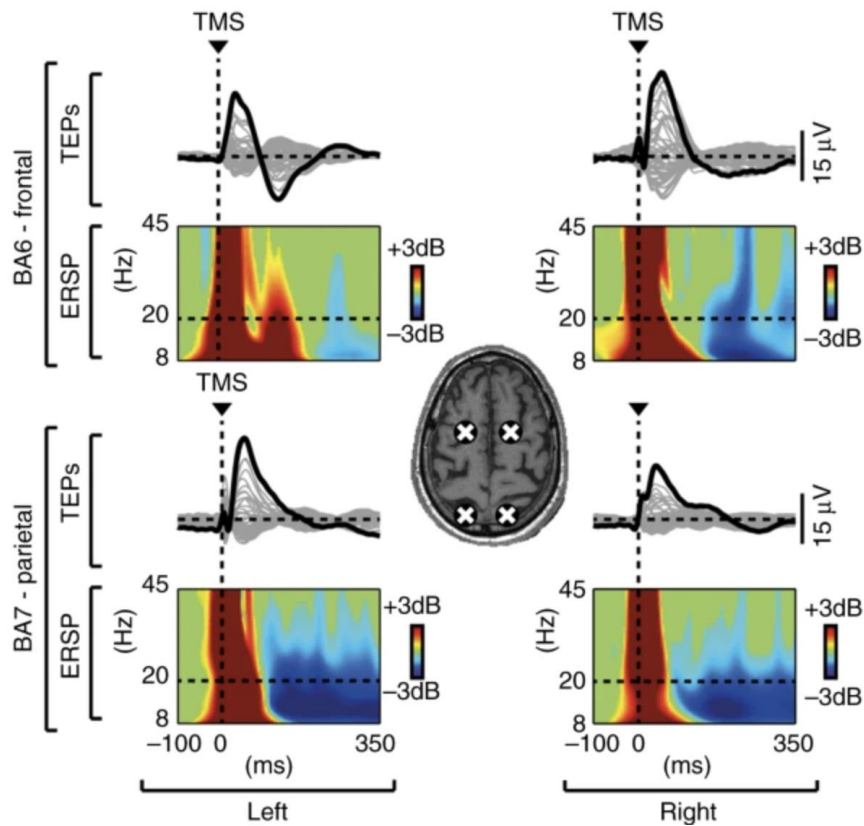 TMS
TMS
BA6 - frontal
TEPs
15 µV
ERSP
(Hz)
45
20
8
+3dB
−3dB
45
20
8
(Hz)
+3dB
−3dB
TMS
BA7 - parietal
TEPs
15 µV
ERSP
(Hz)
45
20
8
+3dB
−3dB
45
20
8
(Hz)
+3dB
−3dB
−100 0 350
(ms)
−100 0 350
(ms)
Left
Right